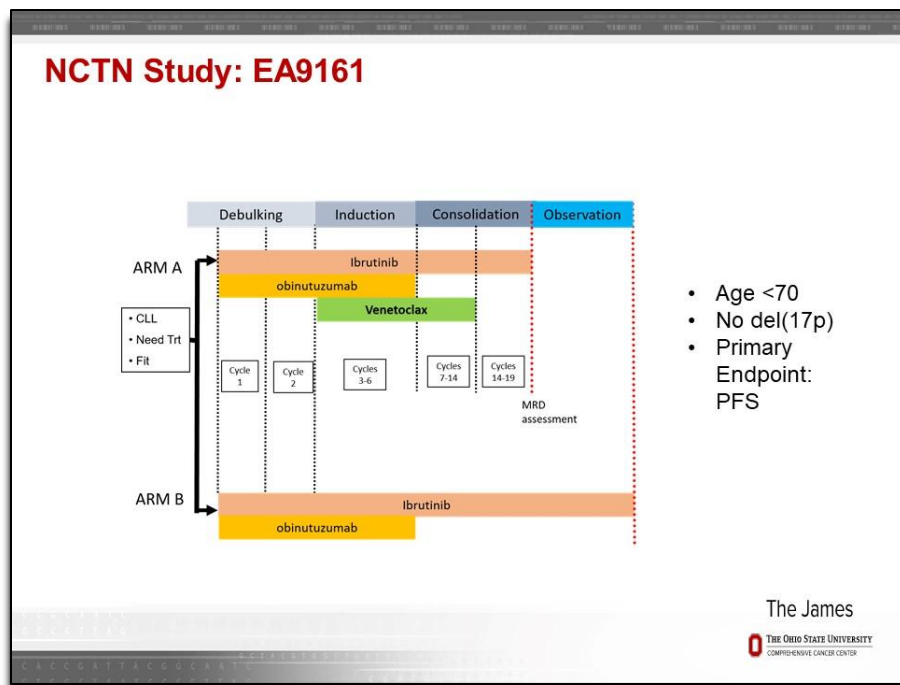 NCTN Study: EA9161
Debulking
Induction
Consolidation
Observation
ARM A
Ibrutinib
obinutuzumab
Venetoclax
• CLL
• Need Trt
• Fit
Cycle
1
Cycle
2
Cycles
3-6
Cycles
7-14
Cycles
14-19
MRD
assessment
ARM B
Ibrutinib
obinutuzumab
• Age <70
• No del(17p)
• Primary
Endpoint:
PFS
The James
THE OHIO STATE UNIVERSITY
COMPREHENSIVE CANCER CENTER